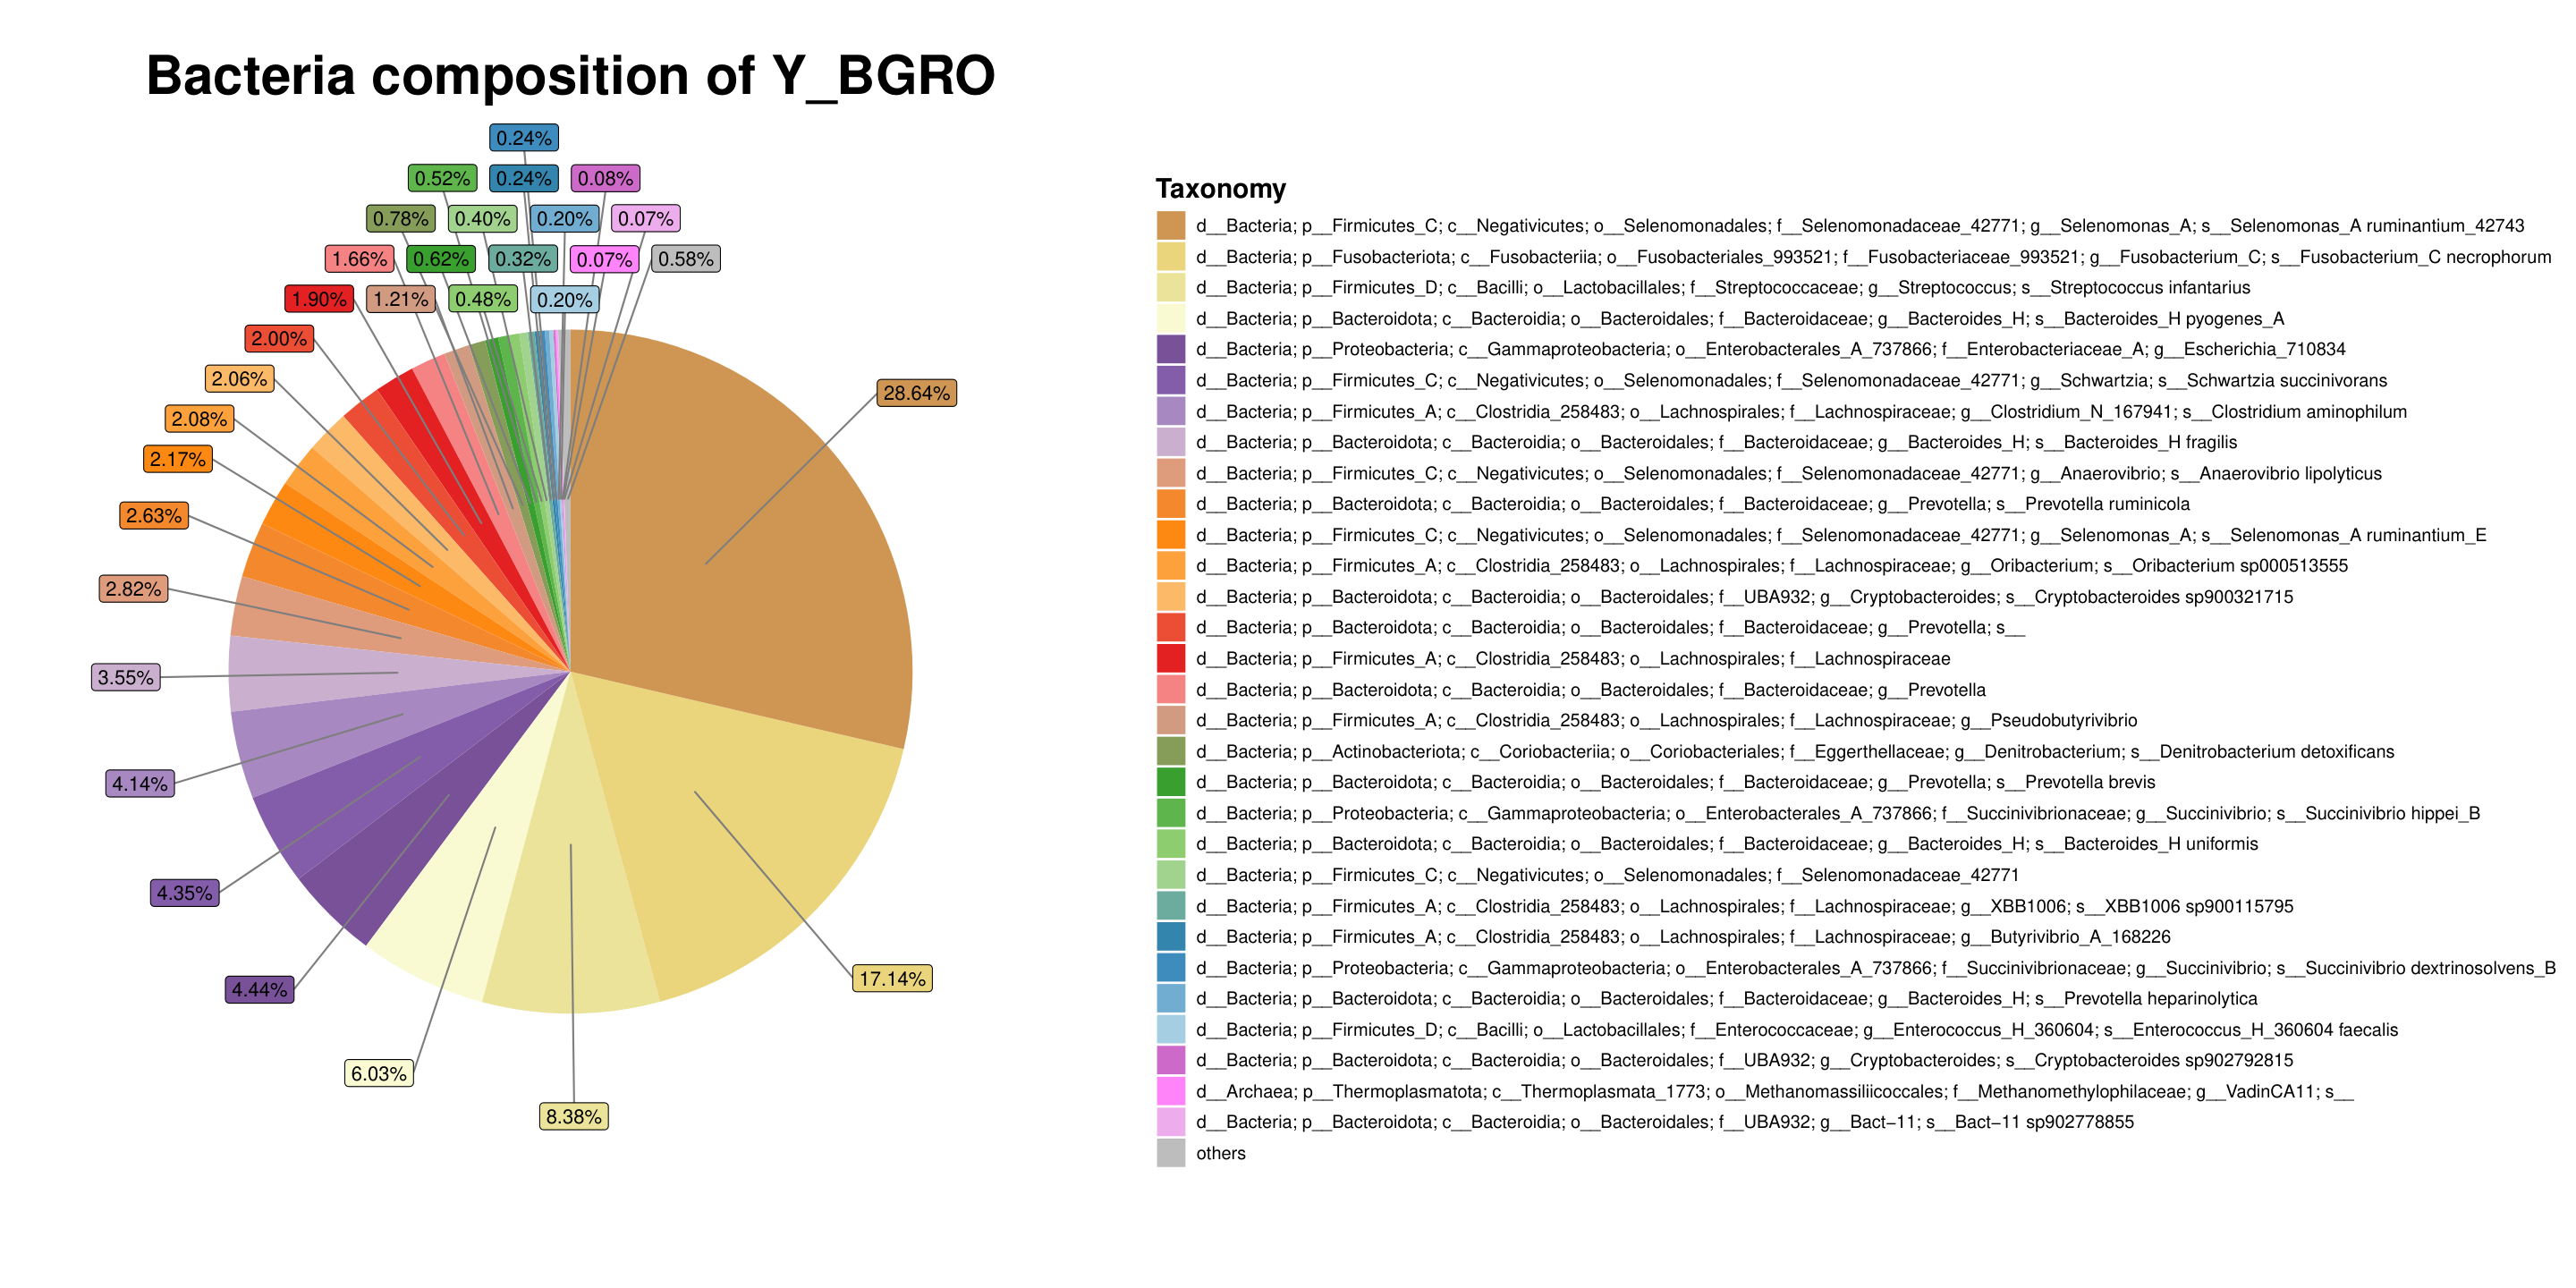 Bacteria composition of Y_BGRO
0.24%
0.52%
0.24%
0.08%
0.78%
0.40%
0.20%
0.07%
1.66%
0.62%
0.32%
0.07%
0.58%
1.90%
1.21%
0.48%
0.20%
2.00%
2.06%
28.64%
2.08%
2.17%
2.63%
2.82%
3.55%
4.14%
4.35%
17.14%
4.44%
6.03%
8.38%
Taxonomy
d__Bacteria; p__Firmicutes_C; c__Negativicutes; o__Selenomonadales; f__Selenomonadaceae_42771; g__Selenomonas_A; s__Selenomonas_A ruminantium_42743
d__Bacteria; p__Fusobacteriota; c__Fusobacteriia; o__Fusobacteriales_993521; f__Fusobacteriaceae_993521; g__Fusobacterium_C; s__Fusobacterium_C necrophorum
d__Bacteria; p__Firmicutes_D; c__Bacilli; o__Lactobacillales; f__Streptococcaceae; g__Streptococcus; s__Streptococcus infantarius
d__Bacteria; p__Bacteroidota; c__Bacteroidia; o__Bacteroidales; f__Bacteroidaceae; g__Bacteroides_H; s__Bacteroides_H pyogenes_A
d__Bacteria; p__Proteobacteria; c__Gammaproteobacteria; o__Enterobacterales_A_737866; f__Enterobacteriaceae_A; g__Escherichia_710834
d__Bacteria; p__Firmicutes_C; c__Negativicutes; o__Selenomonadales; f__Selenomonadaceae_42771; g__Schwartzia; s__Schwartzia succinivorans
d__Bacteria; p__Firmicutes_A; c__Clostridia_258483; o__Lachnospirales; f__Lachnospiraceae; g__Clostridium_N_167941; s__Clostridium aminophilum
d__Bacteria; p__Bacteroidota; c__Bacteroidia; o__Bacteroidales; f__Bacteroidaceae; g__Bacteroides_H; s__Bacteroides_H fragilis
d__Bacteria; p__Firmicutes_C; c__Negativicutes; o__Selenomonadales; f__Selenomonadaceae_42771; g__Anaerovibrio; s__Anaerovibrio lipolyticus
d__Bacteria; p__Bacteroidota; c__Bacteroidia; o__Bacteroidales; f__Bacteroidaceae; g__Prevotella; s__Prevotella ruminicola
d__Bacteria; p__Firmicutes_C; c__Negativicutes; o__Selenomonadales; f__Selenomonadaceae_42771; g__Selenomonas_A; s__Selenomonas_A ruminantium_E
d__Bacteria; p__Firmicutes_A; c__Clostridia_258483; o__Lachnospirales; f__Lachnospiraceae; g__Oribacterium; s__Oribacterium sp000513555
d__Bacteria; p__Bacteroidota; c__Bacteroidia; o__Bacteroidales; f__UBA932; g__Cryptobacteroides; s__Cryptobacteroides sp900321715
d__Bacteria; p__Bacteroidota; c__Bacteroidia; o__Bacteroidales; f__Bacteroidaceae; g__Prevotella; s__
d__Bacteria; p__Firmicutes_A; c__Clostridia_258483; o__Lachnospirales; f__Lachnospiraceae
d__Bacteria; p__Bacteroidota; c__Bacteroidia; o__Bacteroidales; f__Bacteroidaceae; g__Prevotella
d__Bacteria; p__Firmicutes_A; c__Clostridia_258483; o__Lachnospirales; f__Lachnospiraceae; g__Pseudobutyrivibrio
d__Bacteria; p__Actinobacteriota; c__Coriobacteriia; o__Coriobacteriales; f__Eggerthellaceae; g__Denitrobacterium; s__Denitrobacterium detoxificans
d__Bacteria; p__Bacteroidota; c__Bacteroidia; o__Bacteroidales; f__Bacteroidaceae; g__Prevotella; s__Prevotella brevis
d__Bacteria; p__Proteobacteria; c__Gammaproteobacteria; o__Enterobacterales_A_737866; f__Succinivibrionaceae; g__Succinivibrio; s__Succinivibrio hippei_B
d__Bacteria; p__Bacteroidota; c__Bacteroidia; o__Bacteroidales; f__Bacteroidaceae; g__Bacteroides_H; s__Bacteroides_H uniformis
d__Bacteria; p__Firmicutes_C; c__Negativicutes; o__Selenomonadales; f__Selenomonadaceae_42771
d__Bacteria; p__Firmicutes_A; c__Clostridia_258483; o__Lachnospirales; f__Lachnospiraceae; g__XBB1006; s__XBB1006 sp900115795
d__Bacteria; p__Firmicutes_A; c__Clostridia_258483; o__Lachnospirales; f__Lachnospiraceae; g__Butyrivibrio_A_168226
d__Bacteria; p__Proteobacteria; c__Gammaproteobacteria; o__Enterobacterales_A_737866; f__Succinivibrionaceae; g__Succinivibrio; s__Succinivibrio dextrinosolvens_B
d__Bacteria; p__Bacteroidota; c__Bacteroidia; o__Bacteroidales; f__Bacteroidaceae; g__Bacteroides_H; s__Prevotella heparinolytica
d__Bacteria; p__Firmicutes_D; c__Bacilli; o__Lactobacillales; f__Enterococcaceae; g__Enterococcus_H_360604; s__Enterococcus_H_360604 faecalis
d__Bacteria; p__Bacteroidota; c__Bacteroidia; o__Bacteroidales; f__UBA932; g__Cryptobacteroides; s__Cryptobacteroides sp902792815
d__Archaea; p__Thermoplasmatota; c__Thermoplasmata_1773; o__Methanomassiliicoccales; f__Methanomethylophilaceae; g__VadinCA11; s__
d__Bacteria; p__Bacteroidota; c__Bacteroidia; o__Bacteroidales; f__UBA932; g__Bact−11; s__Bact−11 sp902778855
others